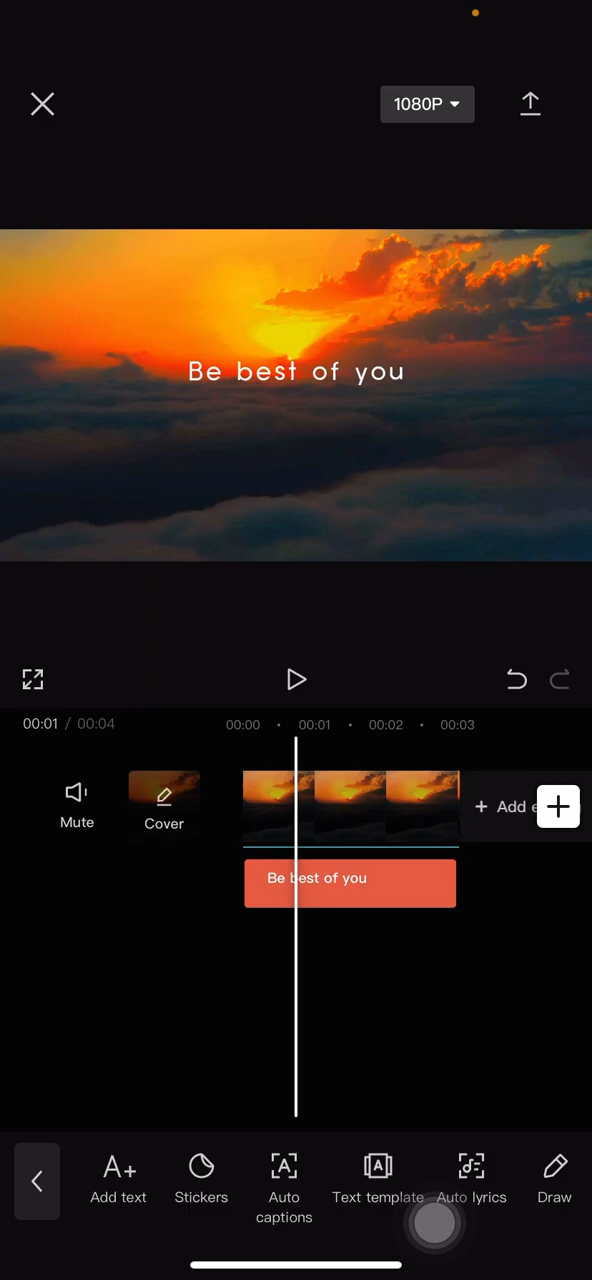 1080P
Be best of you
00:01 / 00:04
00:00 • 00:01 • 00:02 • 00:03
Mute
Cover
+ Add
Be best of you
A+
Add text
Stickers
A
Auto
captions
A
Text template
Auto lyrics
Draw